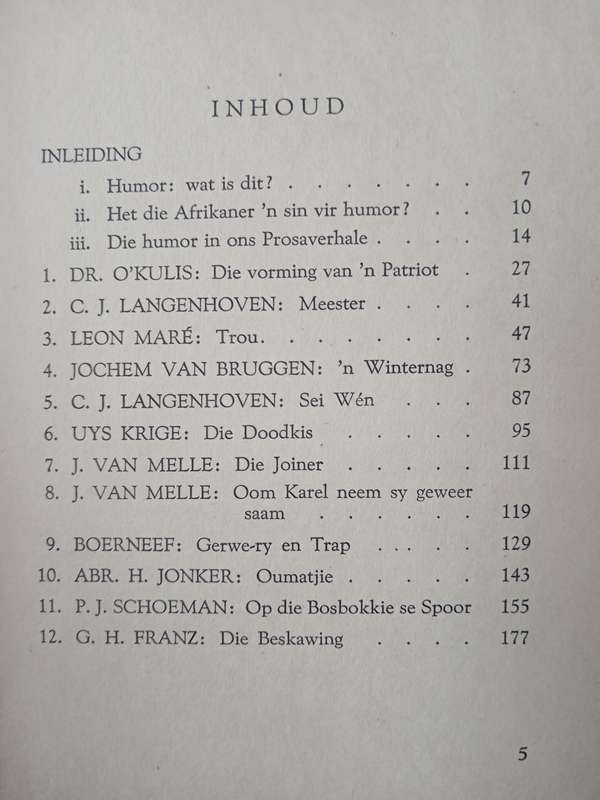 INHOUD
INLEIDING
i. Humor: wat is dit? . . . . . . . 7
ii. Het die Afrikaner 'n sin vir humor? . . 10
iii. Die humor in ons Prosaverhale . . . . 14
1. DR. O'KULIS: Die vorming van 'n Patriot . 27
2. C. J. LANGENHOVEN: Meester . . . . 41
3. LEON MARÉ: Trou. . . . . . . . 47
4. JOCHEM VAN BRUGGEN: 'n Winternag . 73
5. C. J. LANGENHOVEN: Sei Wén . . . 87
6. UYS KRIGE: Die Doodkis . . . . . 95
7. J. VAN MELLE: Die Joiner . . . . . 111
8. J. VAN MELLE: Oom Karel neem sy geweer
saam . . . . . . 119
9. BOERNEEF: Gerwe-ry en Trap . . . . . 129
10. ABR. H. JONKER: Oumatjie . . . . . 143
11. P. J. SCHOEMAN: Op die Bosbokkie se Spoor 155
12. G. H. FRANZ: Die Beskawing . . . . 177
5